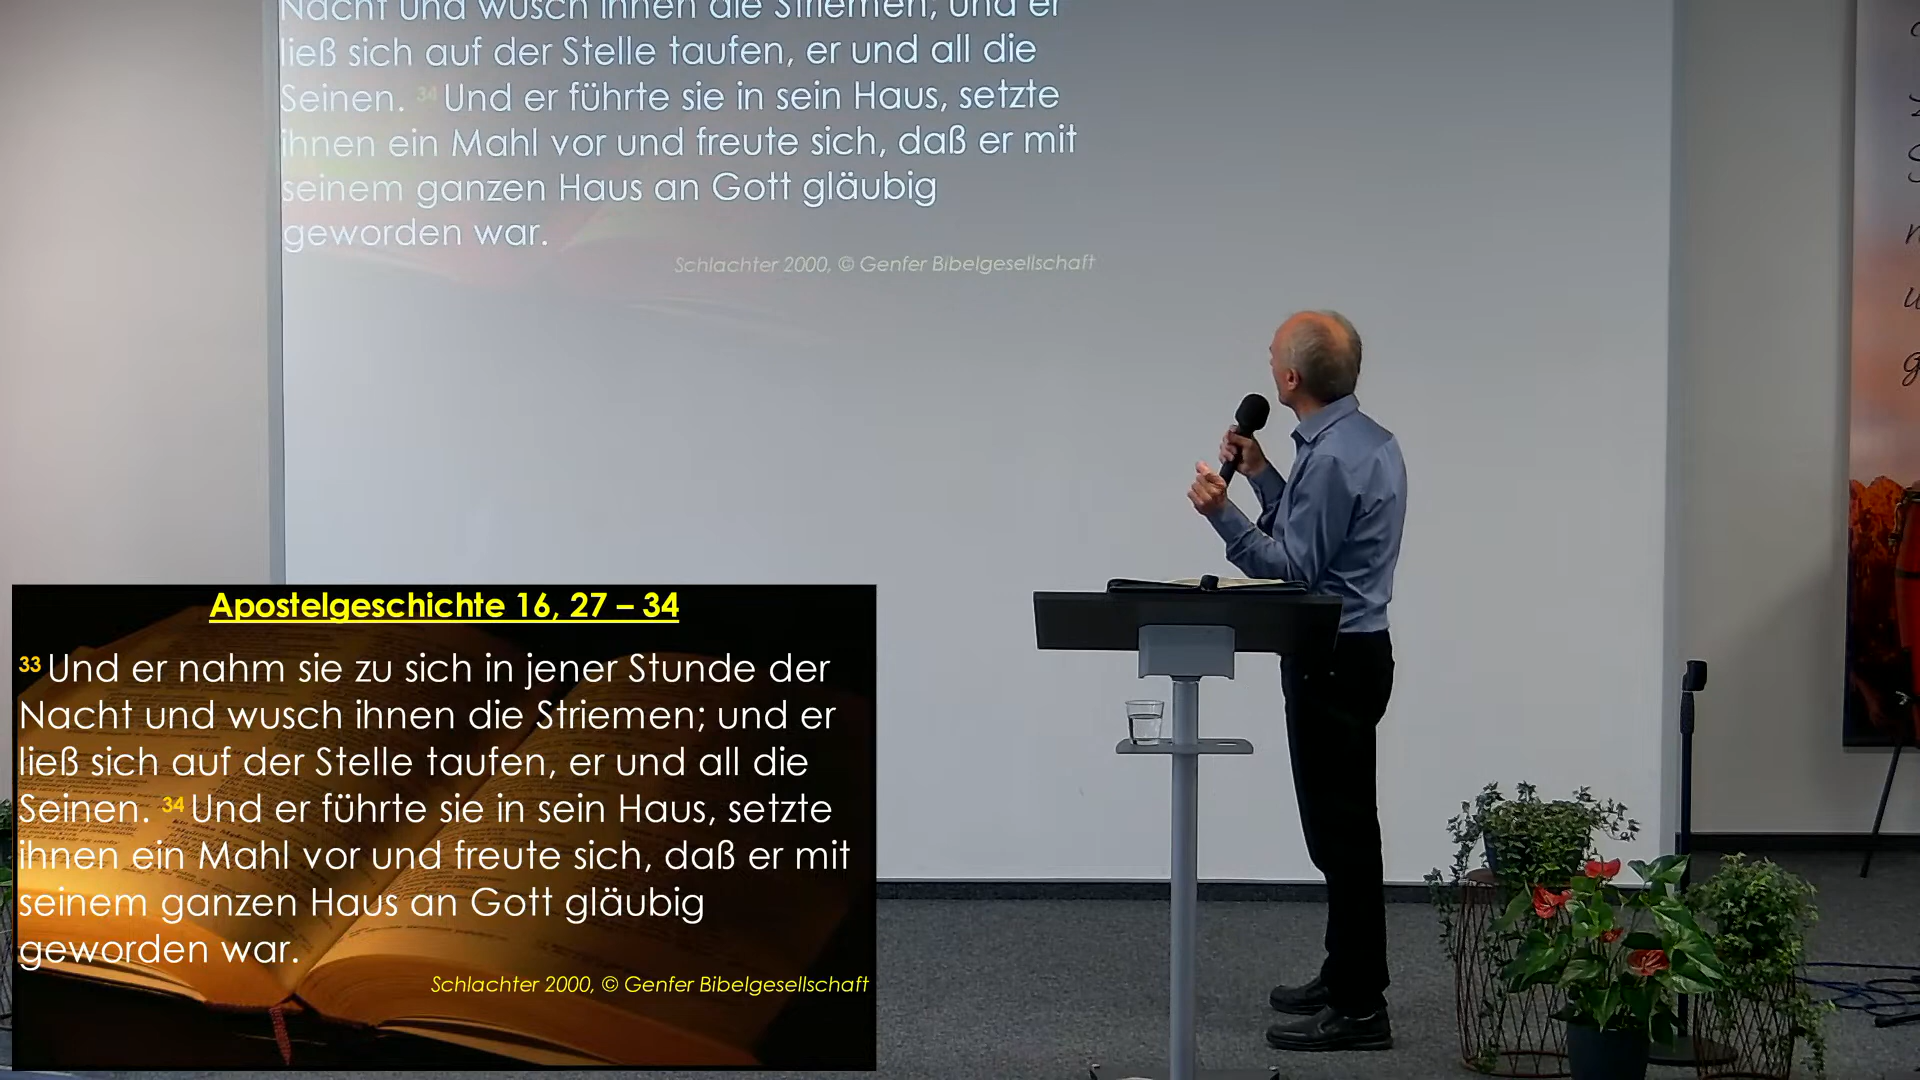 Nacht und wusch ihnen die Striemen; und er
ließ sich auf der Stelle taufen, er und all die
Seinen. 34 Und er führte sie in sein Haus, setzte
ihnen ein Mahl vor und freute sich, daß er mit
seinem ganzen Haus an Gott gläubig
geworden war.
Schlachter 2000, © Genfer Bibelgesellschaft
Apostelgeschichte 16, 27 – 34
33 Und er nahm sie zu sich in jener Stunde der
Nacht und wusch ihnen die Striemen; und er
ließ sich auf der Stelle taufen, er und all die
Seinen. 34 Und er führte sie in sein Haus, setzte
ihnen ein Mahl vor und freute sich, daß er mit
seinem ganzen Haus an Gott gläubig
geworden war.
Schlachter 2000, © Genfer Bibelgesellschaft